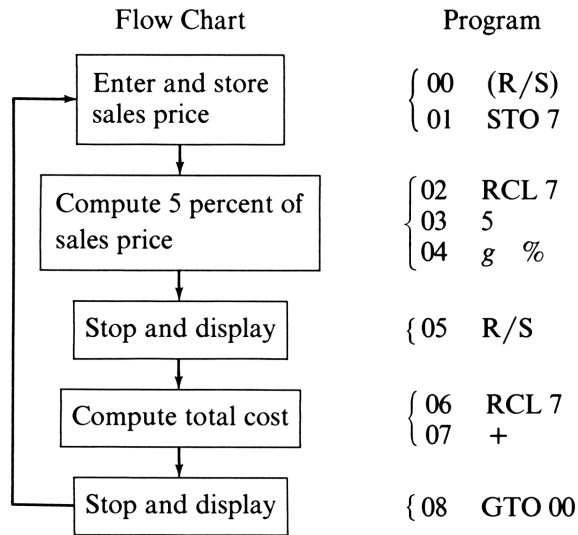 Flow Chart Program
Enter and store
sales price
00 (R/S)
01 STO 7
Compute 5 percent of
sales price
02 RCL 7
03 5
04 g %
Stop and display
05 R/S
Compute total cost
06 RCL 7
07 +
Stop and display
08 GTO 00